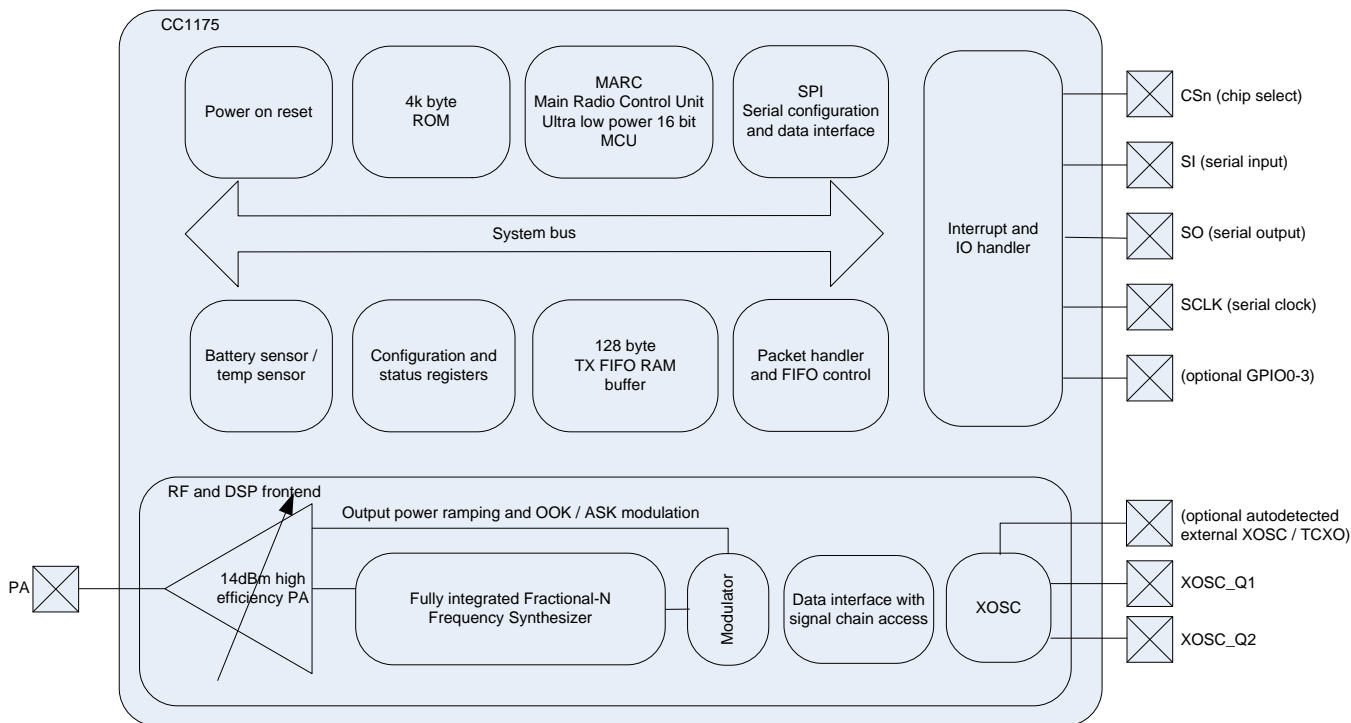 CC1175
Power on reset
4k byte
ROM
MARC
Main Radio Control Unit
Ultra low power 16 bit
MCU
SPI
Serial configuration
and data interface
CSn (chip select)
SI (serial input)
System bus
Interrupt and
IO handler
SO (serial output)
SCLK (serial clock)
Battery sensor /
temp sensor
Configuration and
status registers
128 byte
TX FIFO RAM
buffer
Packet handler
and FIFO control
(optional GPIO0-3)
RF and DSP frontend
Output power ramping and OOK / ASK modulation
(optional autodetected
external XOSC / TCXO)
PA
14dBm high
efficiency PA
Fully integrated Fractional-N
Frequency Synthesizer
Modulator
Data interface with
signal chain access
XOSC
XOSC_Q1
XOSC_Q2